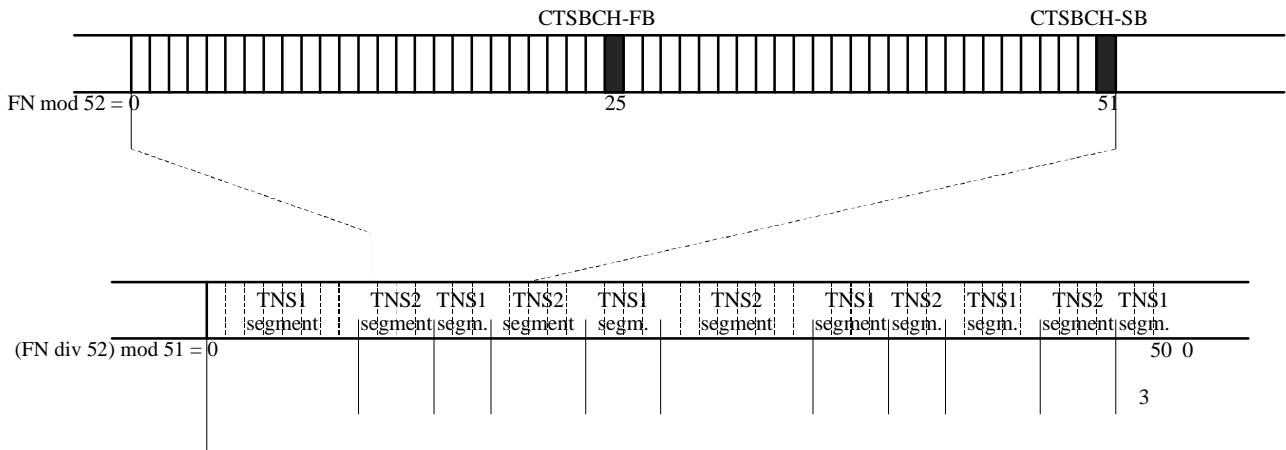 CTSBCH-FB CTSBCH-SB
FN mod 52 = 0 25 51
TNS1 TNS2 TNS1 TNS2 TNS1 TNS2 TNS1 TNS2 TNS1 TNS2 TNS1
segment segment segm. segment segm. segment segment segm. segm. segment segm.
(FN div 52) mod 51 = 0 50 0
3